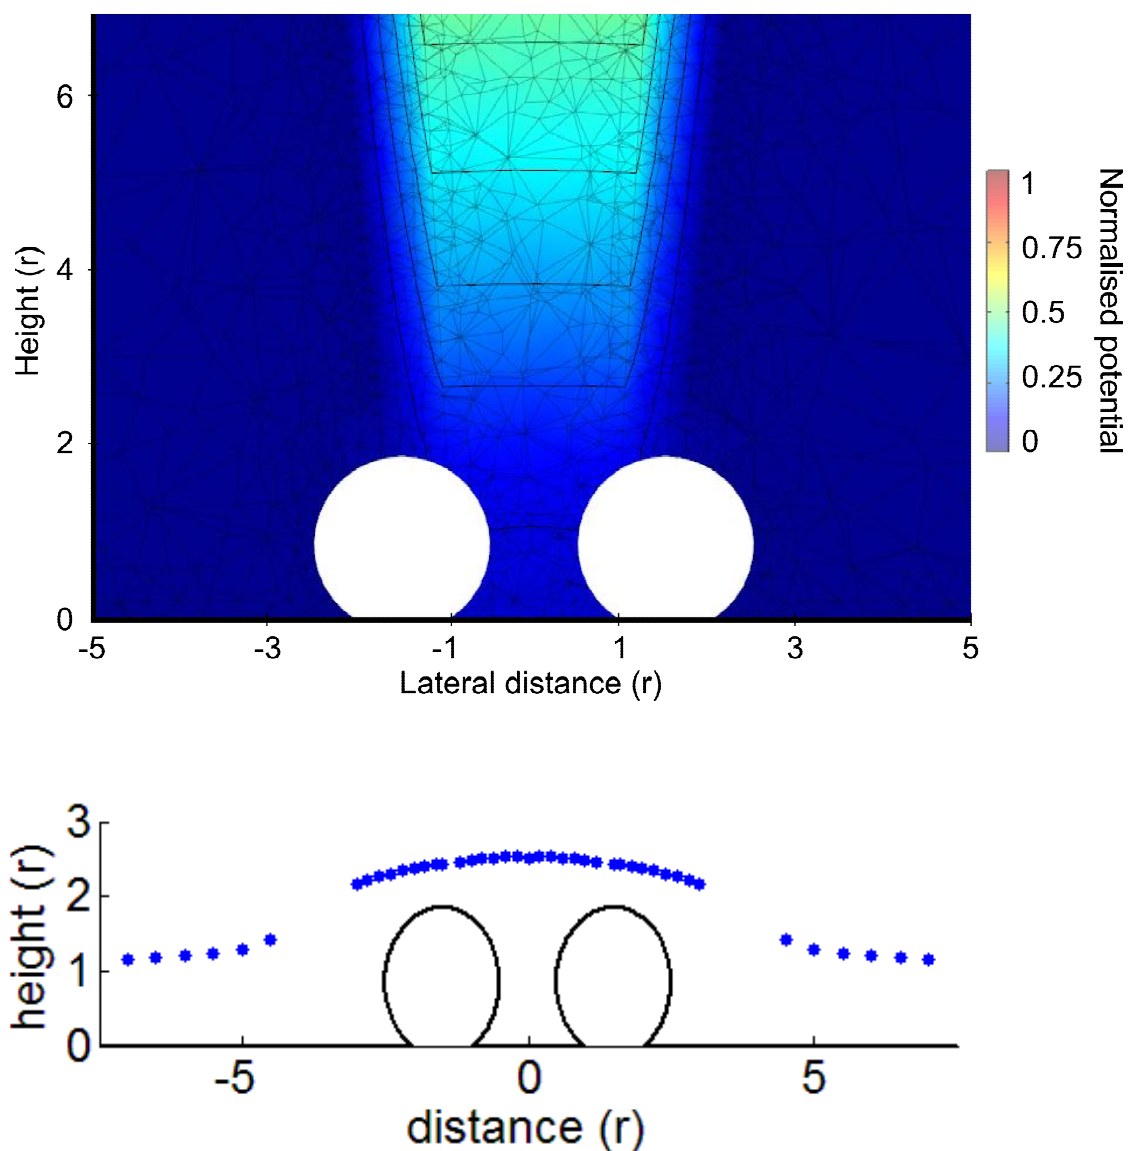 6
4
2
0
Height (r)
-5 -3 -1 1 3 5
Lateral distance (r)
1
0.75
0.5
0.25
0
Normalised potential
3
2
1
0
height (r)
-5 0 5
distance (r)